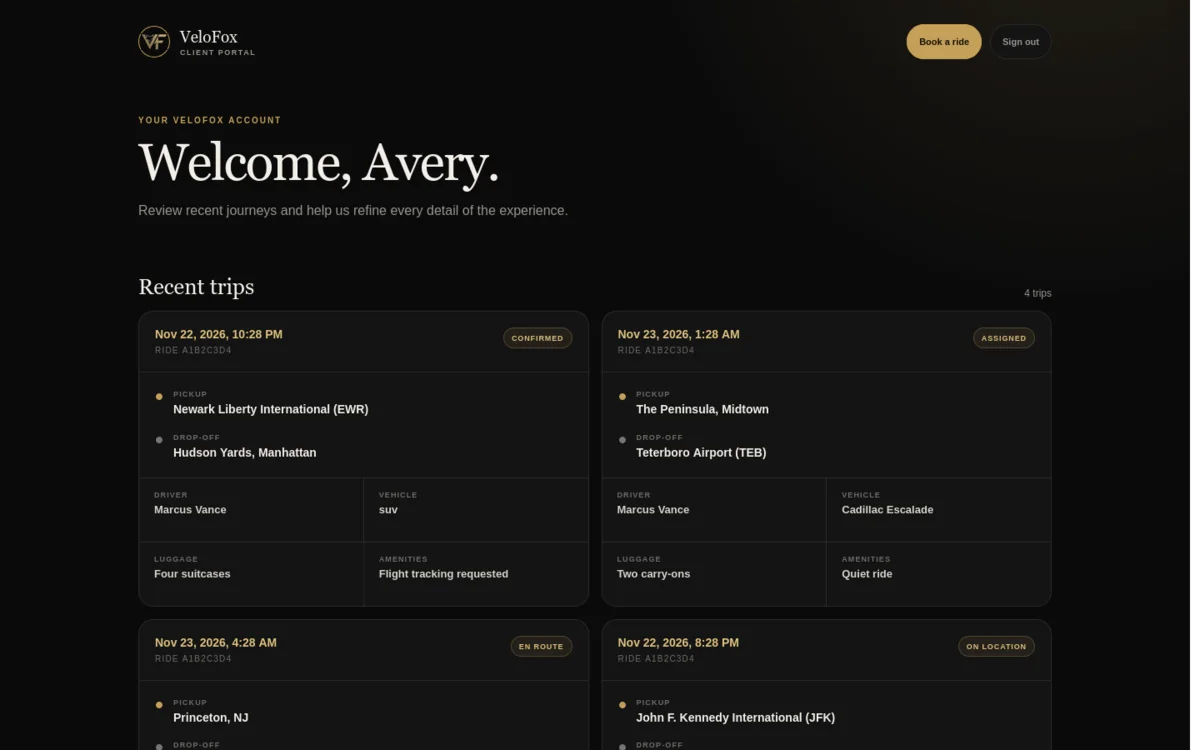 VF
VeloFox
CLIENT PORTAL
Book a ride
Sign out
YOUR VELOFOX ACCOUNT
Welcome, Avery.
Review recent journeys and help us refine every detail of the experience.
Recent trips
4 trips
Nov 22, 2026, 10:28 PM
RIDE A1B2C3D4
CONFIRMED
PICKUP
Newark Liberty International (EWR)
DROP-OFF
Hudson Yards, Manhattan
DRIVER
Marcus Vance
VEHICLE
suv
LUGGAGE
Four suitcases
AMENITIES
Flight tracking requested
Nov 23, 2026, 1:28 AM
RIDE A1B2C3D4
ASSIGNED
PICKUP
The Peninsula, Midtown
DROP-OFF
Teterboro Airport (TEB)
DRIVER
Marcus Vance
VEHICLE
Cadillac Escalade
LUGGAGE
Two carry-ons
AMENITIES
Quiet ride
Nov 23, 2026, 4:28 AM
RIDE A1B2C3D4
EN ROUTE
PICKUP
Princeton, NJ
DROP-OFF
Nov 22, 2026, 8:28 PM
RIDE A1B2C3D4
ON LOCATION
PICKUP
John F. Kennedy International (JFK)
DROP-OFF